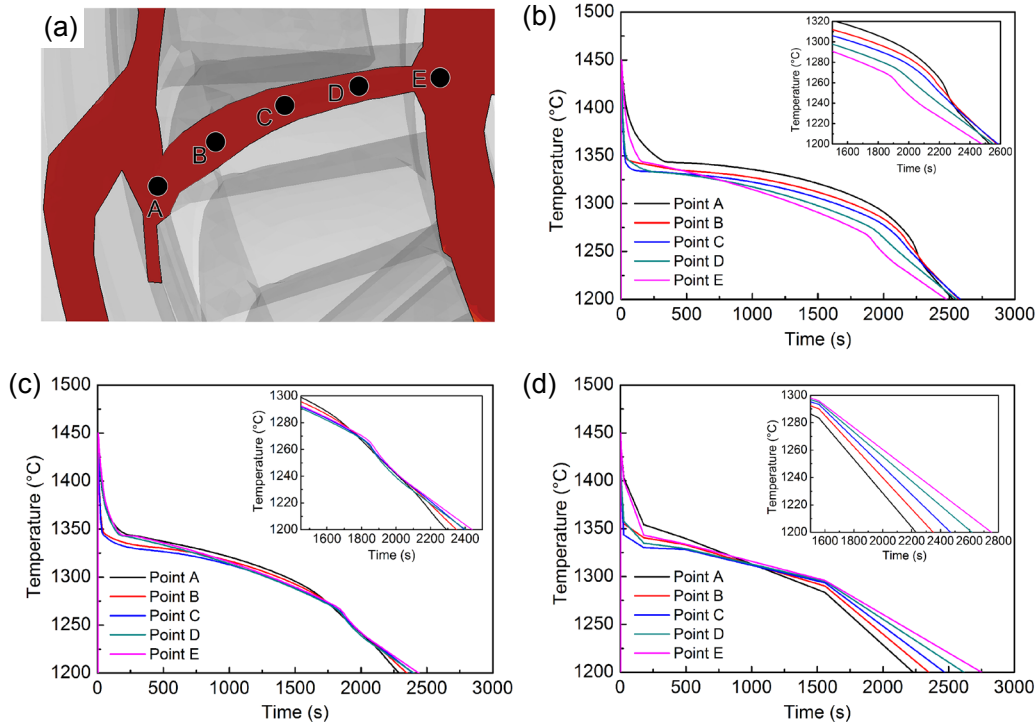 (a)
A
B
C
D
E
(b)
1500
1450
1400
1350
1300
1250
1200
0
500
1000
1500
2000
2500
3000
Temperature (°C)
Time (s)
Point A
Point B
Point C
Point D
Point E
1320
1300
1280
1260
1240
1220
1200
1600
1800
2000
2200
2400
2600
Temperature (°C)
Time (s)
(c)
1500
1450
1400
1350
1300
1250
1200
0
500
1000
1500
2000
2500
3000
Temperature (°C)
Time (s)
Point A
Point B
Point C
Point D
Point E
1300
1280
1260
1240
1220
1200
1600
1800
2000
2200
2400
Temperature (°C)
Time (s)
(d)
1500
1450
1400
1350
1300
1250
1200
0
500
1000
1500
2000
2500
3000
Temperature (°C)
Time (s)
Point A
Point B
Point C
Point D
Point E
1300
1280
1260
1240
1220
1200
1600
1800
2000
2200
2400
2600
2800
Temperature (°C)
Time (s)